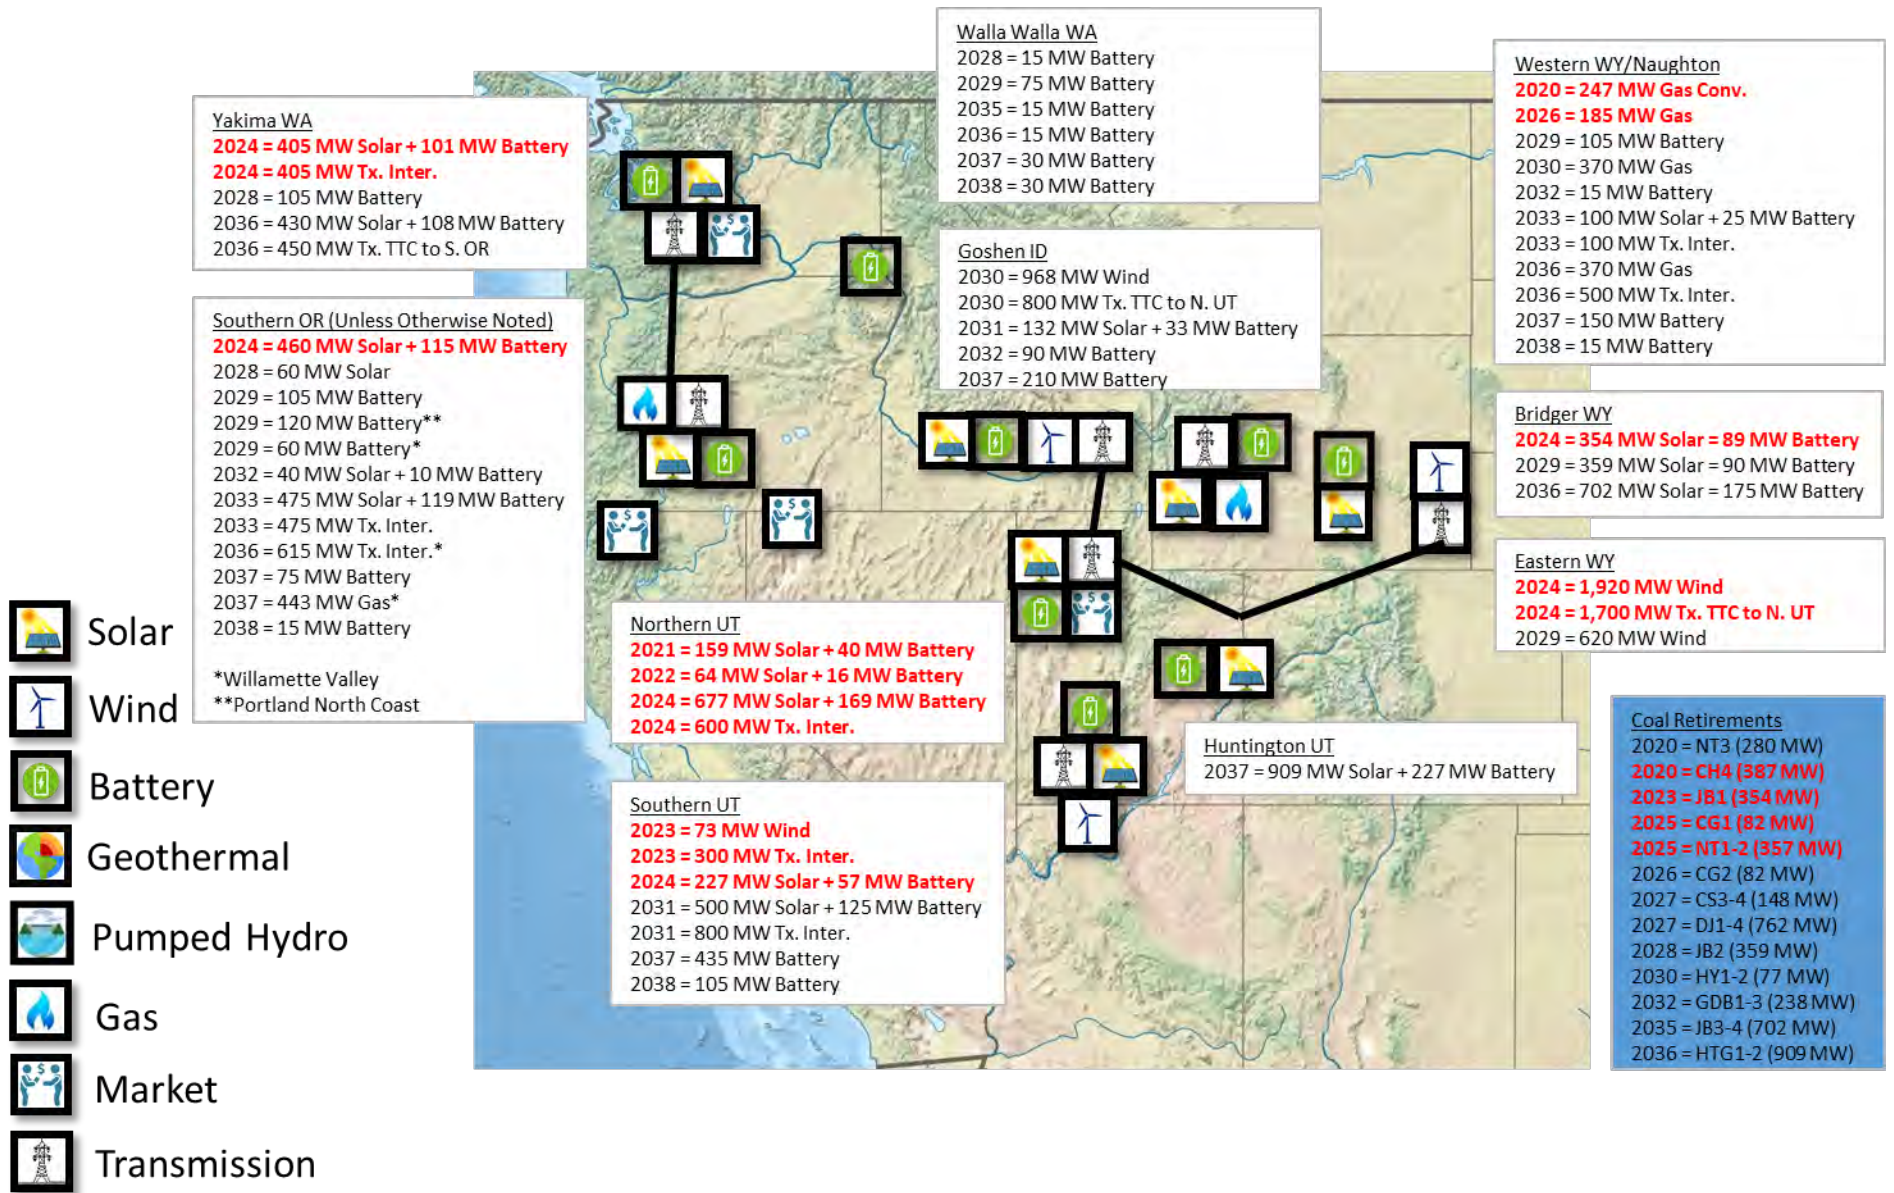 Walla Walla WA
2028 = 15 MW Battery
2029 = 75 MW Battery
2035 = 15 MW Battery
2036 = 15 MW Battery
2037 = 30 MW Battery
2038 = 30 MW Battery
Western WY/Naughton
2020 = 247 MW Gas Conv.
2026 = 185 MW Gas
2029 = 105 MW Battery
2030 = 370 MW Gas
2032 = 15 MW Battery
2033 = 100 MW Solar + 25 MW Battery
2033 = 100 MW Tx. Inter.
2036 = 370 MW Gas
2036 = 500 MW Tx. Inter.
2037 = 150 MW Battery
2038 = 15 MW Battery
Yakima WA
2024 = 405 MW Solar + 101 MW Battery
2024 = 405 MW Tx. Inter.
2028 = 105 MW Battery
2036 = 430 MW Solar + 108 MW Battery
2036 = 450 MW Tx. TTC to S. OR
Goshen ID
2030 = 968 MW Wind
2030 = 800 MW Tx. TTC to N. UT
2031 = 132 MW Solar + 33 MW Battery
2032 = 90 MW Battery
2037 = 210 MW Battery
Southern OR (Unless Otherwise Noted)
2024 = 460 MW Solar + 115 MW Battery
2028 = 60 MW Solar
2029 = 105 MW Battery
2029 = 120 MW Battery**
2029 = 60 MW Battery*
2032 = 40 MW Solar + 10 MW Battery
2033 = 475 MW Solar + 119 MW Battery
2033 = 475 MW Tx. Inter.
2036 = 615 MW Tx. Inter.*
2037 = 75 MW Battery
2037 = 443 MW Gas*
2038 = 15 MW Battery
*Willamette Valley
**Portland North Coast
Bridger WY
2024 = 354 MW Solar = 89 MW Battery
2029 = 359 MW Solar = 90 MW Battery
2036 = 702 MW Solar = 175 MW Battery
Eastern WY
2024 = 1,920 MW Wind
2024 = 1,700 MW Tx. TTC to N. UT
2029 = 620 MW Wind
Northern UT
2021 = 159 MW Solar + 40 MW Battery
2022 = 64 MW Solar + 16 MW Battery
2024 = 677 MW Solar + 169 MW Battery
2024 = 600 MW Tx. Inter.
Huntington UT
2037 = 909 MW Solar + 227 MW Battery
Southern UT
2023 = 73 MW Wind
2023 = 300 MW Tx. Inter.
2024 = 227 MW Solar + 57 MW Battery
2031 = 500 MW Solar + 125 MW Battery
2031 = 800 MW Tx. Inter.
2037 = 435 MW Battery
2038 = 105 MW Battery
Coal Retirements
2020 = NT3 (280 MW)
2020 = CH4 (387 MW)
2023 = JB1 (354 MW)
2025 = CG1 (82 MW)
2025 = NT1-2 (357 MW)
2026 = CG2 (82 MW)
2027 = CS3-4 (148 MW)
2027 = DJ1-4 (762 MW)
2028 = JB2 (359 MW)
2030 = HY1-2 (77 MW)
2032 = GDB1-3 (238 MW)
2035 = JB3-4 (702 MW)
2036 = HTG1-2 (909 MW)
Solar
Wind
Battery
Geothermal
Pumped Hydro
Gas
Market
Transmission